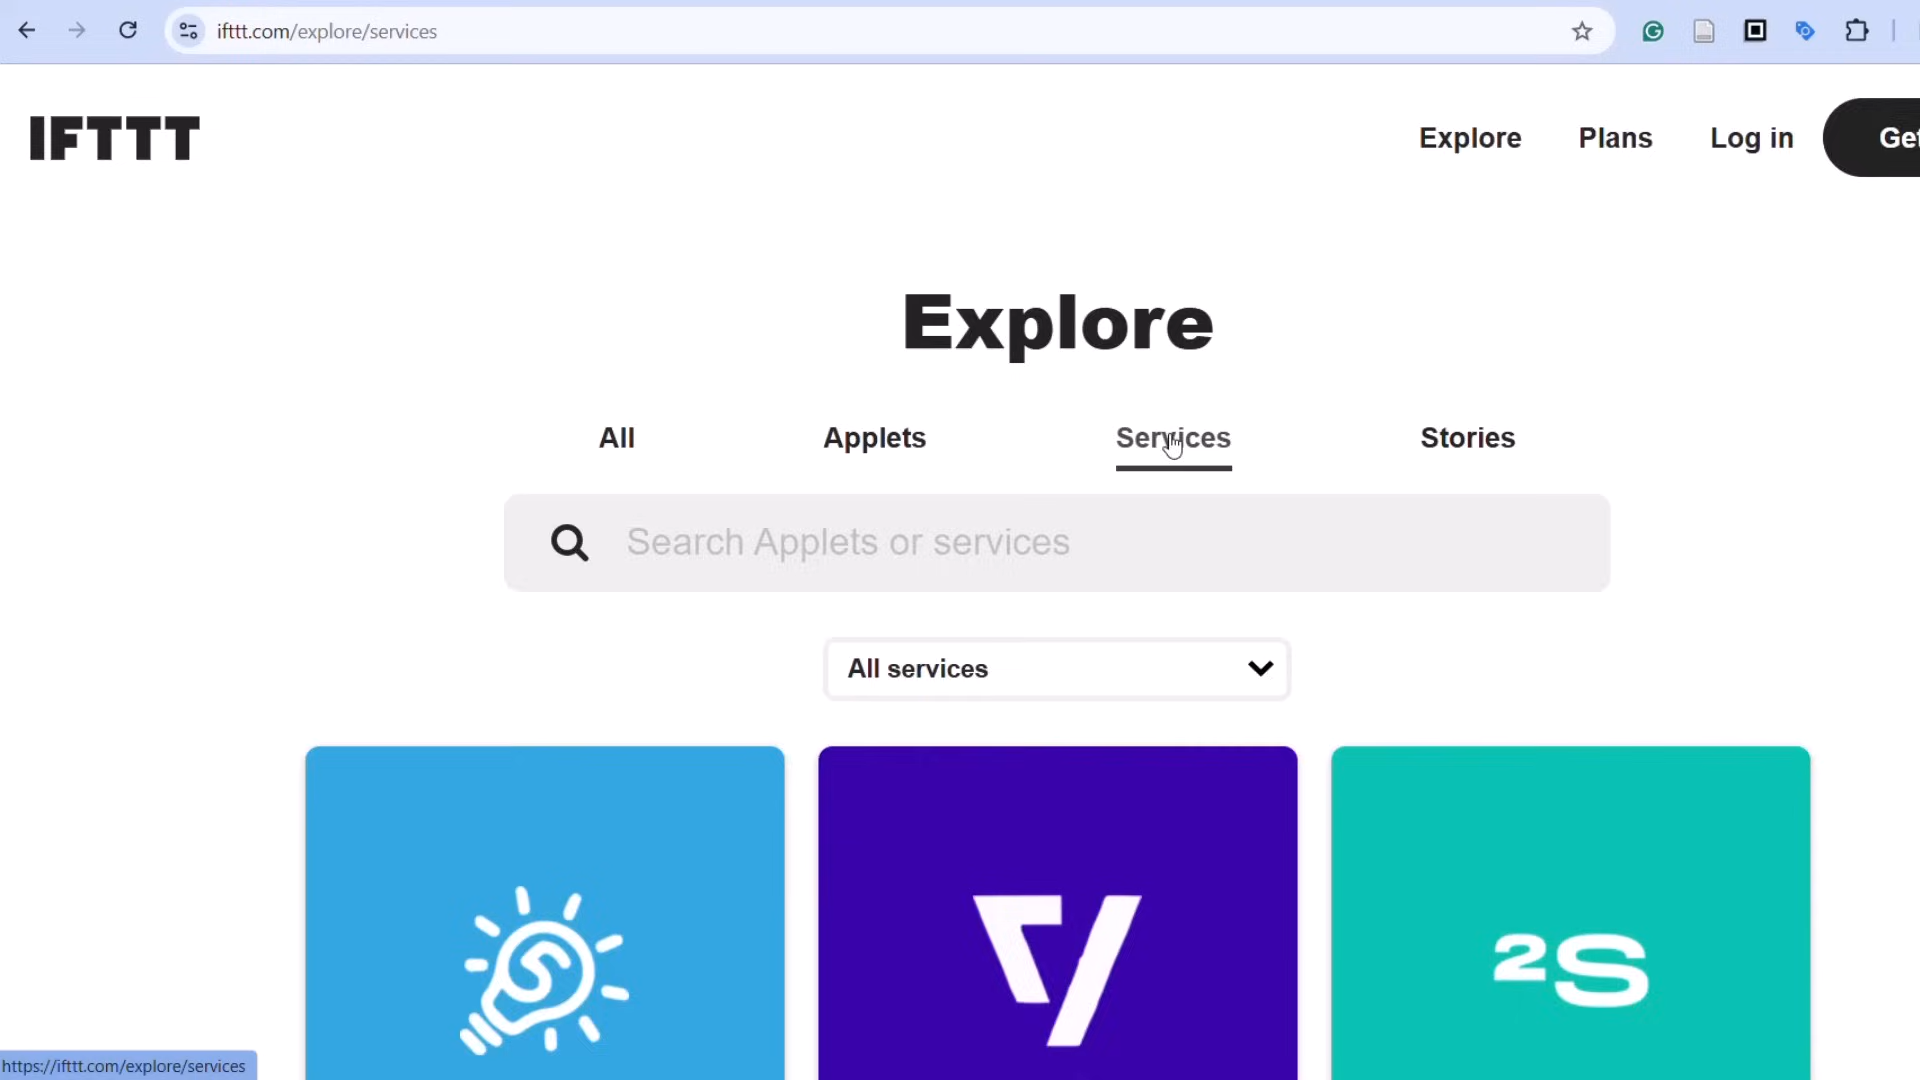 ifttt.com/explore/services
IFTTT
Explore
Plans
Log in
Get
Explore
All
Applets
Services
Stories
Search Applets or services
All services
2S
https://ifttt.com/explore/services